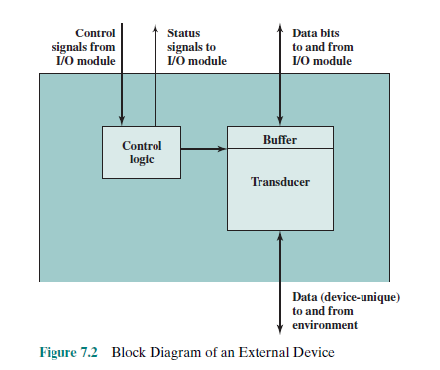 Control
signals from
I/O module
Status
signals to
I/O module
Data bits
to and from
I/O module
Control
logic
Buffer
Transducer
Data (device-unique)
to and from
environment
Figure 7.2 Block Diagram of an External Device